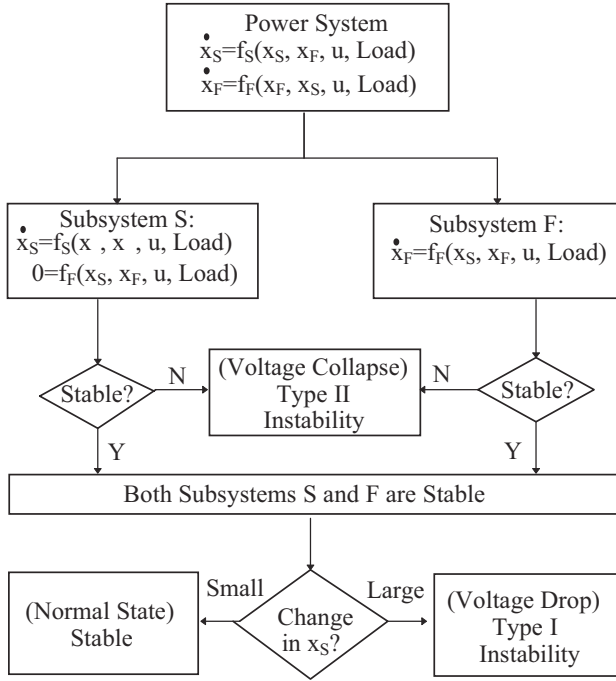 Power System
ẋS=fS(xS, xF, u, Load)
ẋF=fF(xF, xS, u, Load)
Subsystem S:
ẋS=fS(x , x , u, Load)
0=fF(xS, xF, u, Load)
Subsystem F:
ẋF=fF(xS, xF, u, Load)
Stable?
N
(Voltage Collapse)
Type II
Instability
N
Stable?
Y
Y
Both Subsystems S and F are Stable
(Normal State)
Stable
Small
Change
in xS?
Large
(Voltage Drop)
Type I
Instability